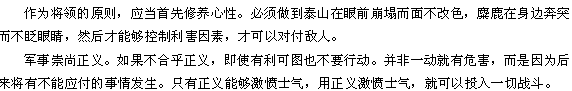 作为将领的原则，应当首先修养心性。必须做到泰山在眼前崩塌而面不改色，麋鹿在身边奔突
而不眨眼睛，然后才能够控制利害因素，才可以对付敌人。
军事崇尚正义。如果不合乎正义，即使有利可图也不要行动。并非一动就有危害，而是因为后
来将有不能应付的事情发生。只有正义能够激愤士气，用正义激愤士气，就可以投入一切战斗。